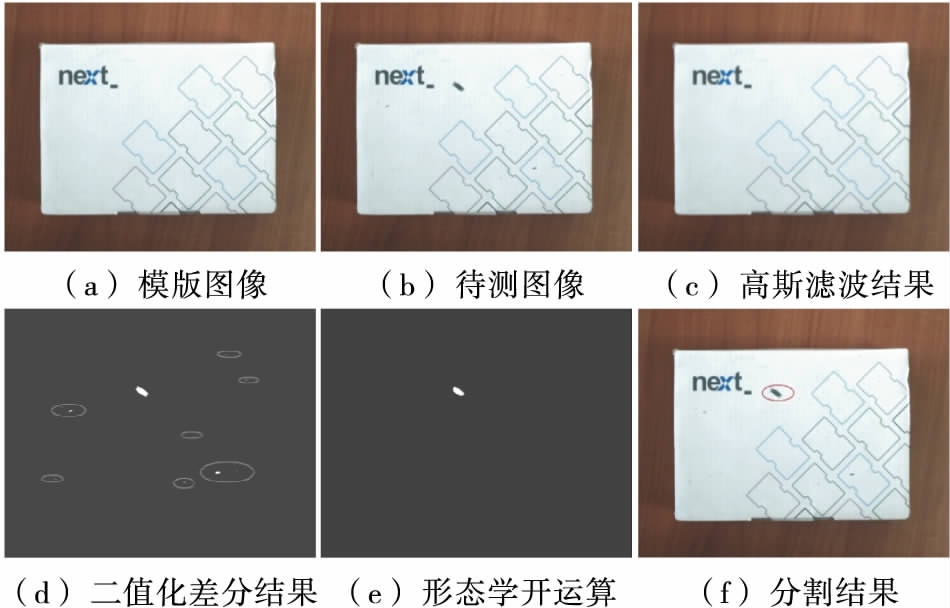 next_
next_
next_
(a)模版图像
(b)待测图像
(c)高斯滤波结果
next_
(d)二值化差分结果
(e)形态学开运算
(f)分割结果